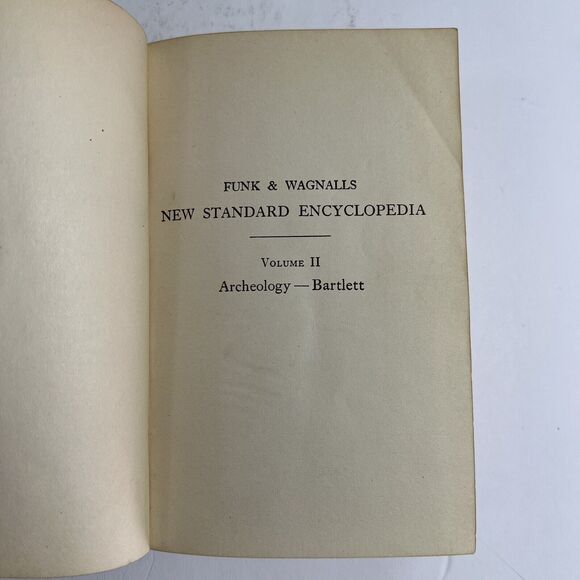 FUNK & WAGNALLS
NEW STANDARD ENCYCLOPEDIA
VOLUME II
Archeology — Bartlett